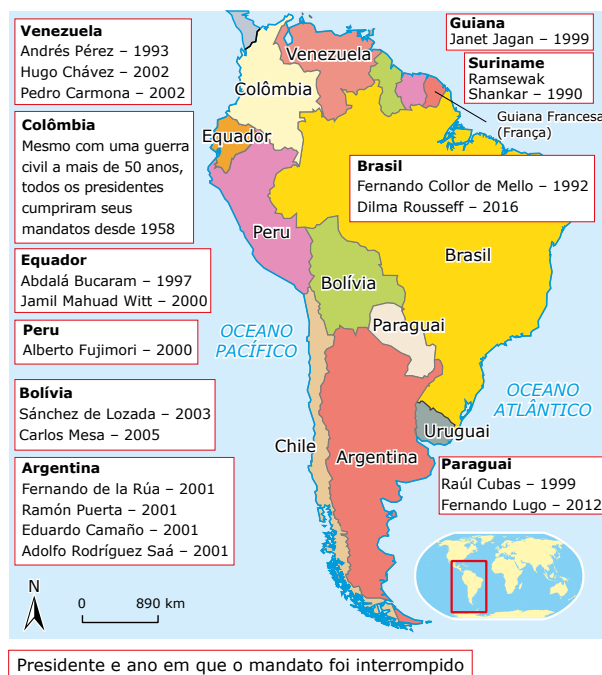 Venezuela
Andrés Pérez – 1993
Hugo Chávez – 2002
Pedro Carmona – 2002
Colômbia
Mesmo com uma guerra
civil a mais de 50 anos,
todos os presidentes
cumpriram seus
mandatos desde 1958
Equador
Abdalá Bucaram – 1997
Jamil Mahuad Witt – 2000
Peru
Alberto Fujimori – 2000
Bolívia
Sánchez de Lozada – 2003
Carlos Mesa – 2005
Argentina
Fernando de la Rúa – 2001
Ramón Puerta – 2001
Eduardo Camaño – 2001
Adolfo Rodríguez Saá – 2001
Guiana
Janet Jagan – 1999
Suriname
Ramsewak
Shankar – 1990
Guiana Francesa
(França)
Brasil
Fernando Collor de Mello – 1992
Dilma Rousseff – 2016
Paraguai
Raúl Cubas – 1999
Fernando Lugo – 2012
Venezuela
Colômbia
Equador
Peru
Brasil
Bolívia
Paraguai
Chile
Argentina
Uruguai
OCEANO
PACÍFICO
OCEANO
ATLÂNTICO
N
0 890 km
Presidente e ano em que o mandato foi interrompido